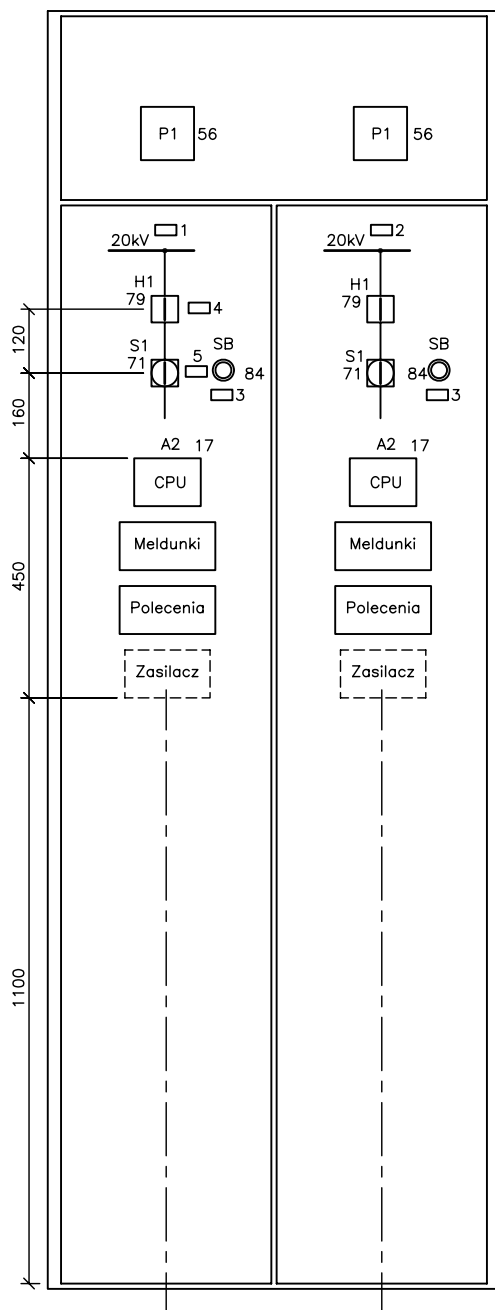 P1 56 P1 56
1 2
20kV 20kV
H1 H1
79 4 79
S1 5 SB S1 SB
71 84 71 84
3 3
A2 17 A2 17
CPU CPU
Meldunki Meldunki
Polecenia Polecenia
Zasilacz Zasilacz
120
160
450
1100